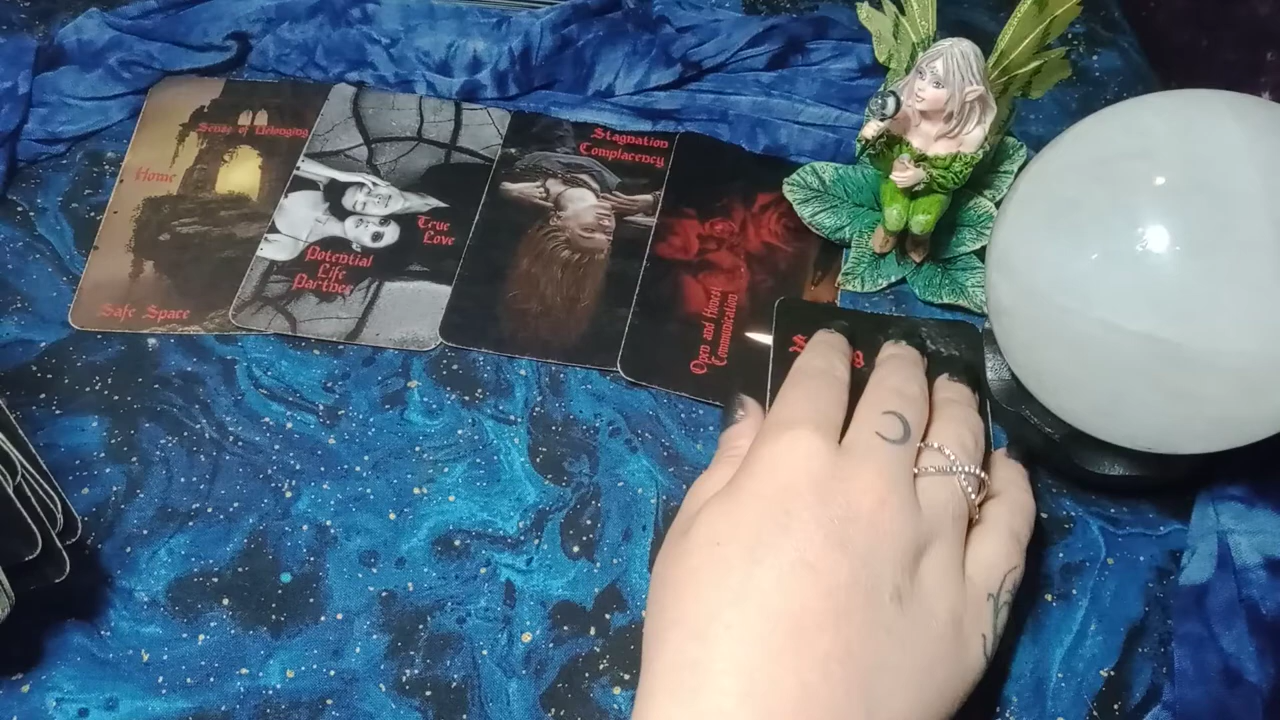 Sense of Belonging
Home
Safe Space
True
Love
Potential
Life
Partner
Stagnation
Complacency
Open and Honest
Communication